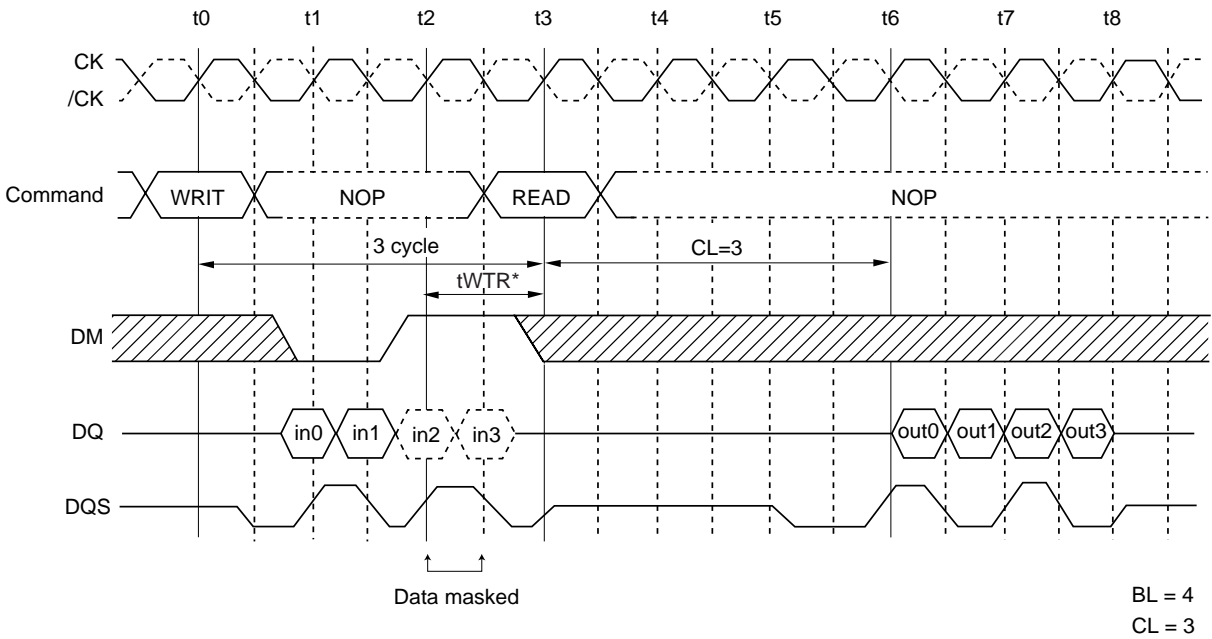 t0 t1 t2 t3 t4 t5 t6 t7 t8
CK
/CK
Command WRIT NOP READ NOP
3 cycle CL=3
tWTR*
DM
DQ in0 in1 in2 in3 out0 out1 out2 out3
DQS
Data masked
BL = 4
CL = 3